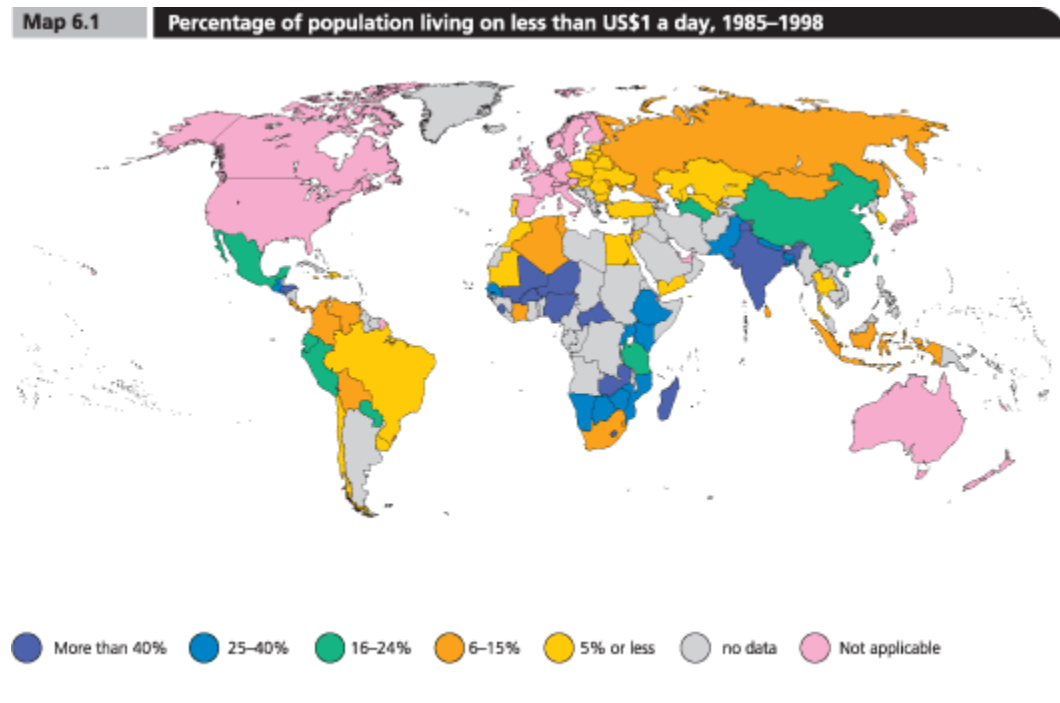 Map 6.1 Percentage of population living on less than US$1 a day, 1985–1998
More than 40% 25–40% 16–24% 6–15% 5% or less no data Not applicable